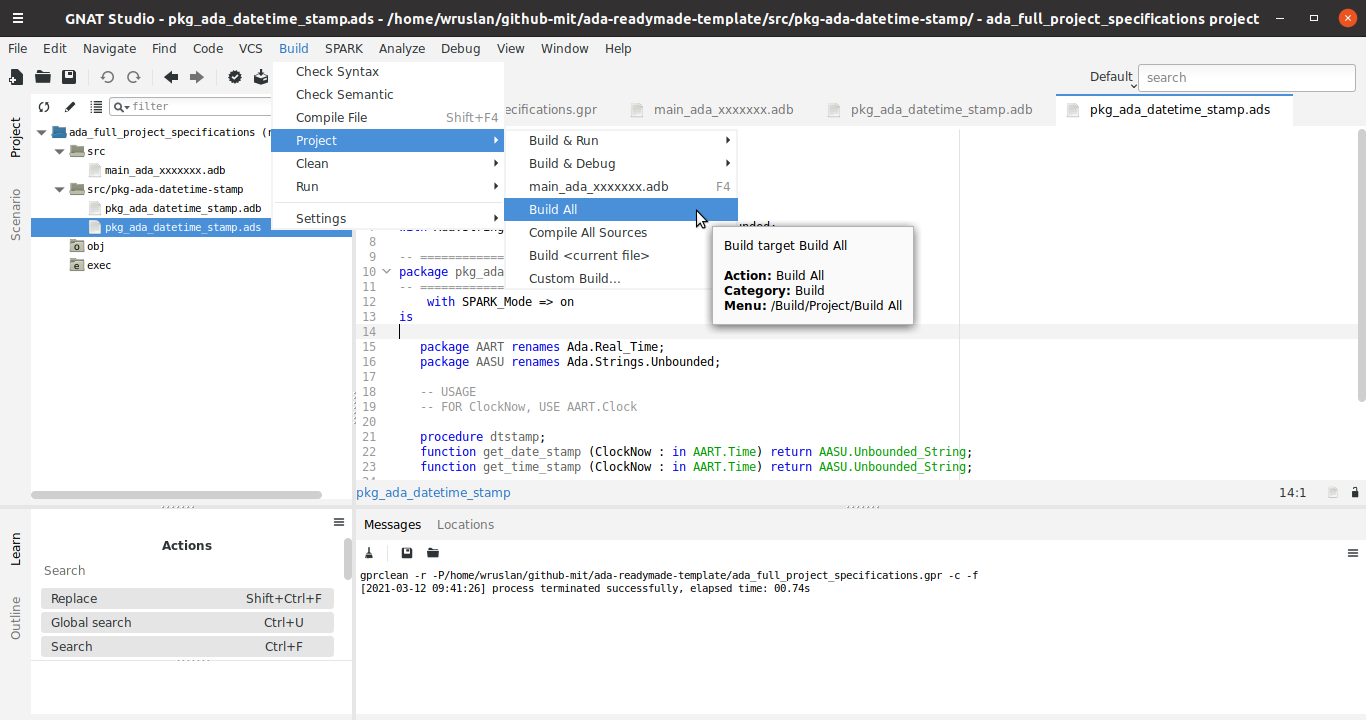 GNAT Studio - pkg_ada_datetime_stamp.ads - /home/wruslan/github-mit/ada-readymade-template/src/pkg-ada-datetime-stamp/ - ada_full_project_specifications project
File Edit Navigate Find Code VCS Build SPARK Analyze Debug View Window Help
Default
search
Project
Scenario
filter
ada_full_project_specifications
src
main_ada_xxxxxxx.adb
src/pkg-ada-datetime-stamp
pkg_ada_datetime_stamp.adb
pkg_ada_datetime_stamp.ads
obj
exec
Check Syntax
Check Semantic
Compile File Shift+F4
Project
Clean
Run
Settings
Build & Run
Build & Debug
main_ada_xxxxxxx.adb F4
Build All
Compile All Sources
Build <current file>
Custom Build...
Build target Build All
Action: Build All
Category: Build
Menu: /Build/Project/Build All
ecifications.gpr main_ada_xxxxxxx.adb pkg_ada_datetime_stamp.adb pkg_ada_datetime_stamp.ads
8
9 -- ============
10 package pkg_ada
11 -- ============
12 with SPARK_Mode => on
13 is
14
15 package AART renames Ada.Real_Time;
16 package AASU renames Ada.Strings.Unbounded;
17
18 -- USAGE
19 -- FOR ClockNow, USE AART.Clock
20
21 procedure dtstamp;
22 function get_date_stamp (ClockNow : in AART.Time) return AASU.Unbounded_String;
23 function get_time_stamp (ClockNow : in AART.Time) return AASU.Unbounded_String;
pkg_ada_datetime_stamp 14:1
Learn
Outline
Actions
Search
Replace Shift+Ctrl+F
Global search Ctrl+U
Search Ctrl+F
Messages Locations
gprclean -r -P/home/wruslan/github-mit/ada-readymade-template/ada_full_project_specifications.gpr -c -f
[2021-03-12 09:41:26] process terminated successfully, elapsed time: 00.74s